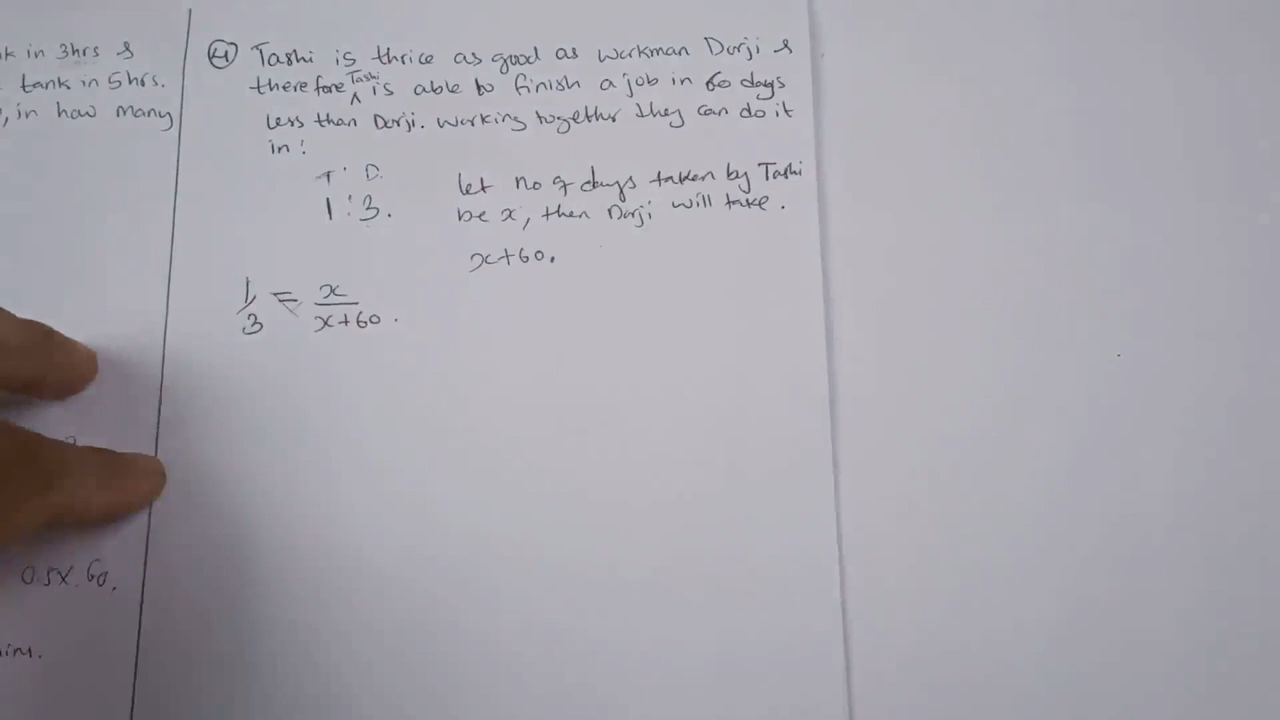 k in 3hrs &
tank in 5hrs.
, in how many
0.5x 60.
④ Tashi is thrice as good as workman Dorji &
therefore Tashi is able to finish a job in 60 days
less than Dorji. Working together they can do it
in:
T : D.
1 : 3.
let no of days taken by Tashi
be x, then Dorji will take.
x+60.
1/3 = x/x+60.